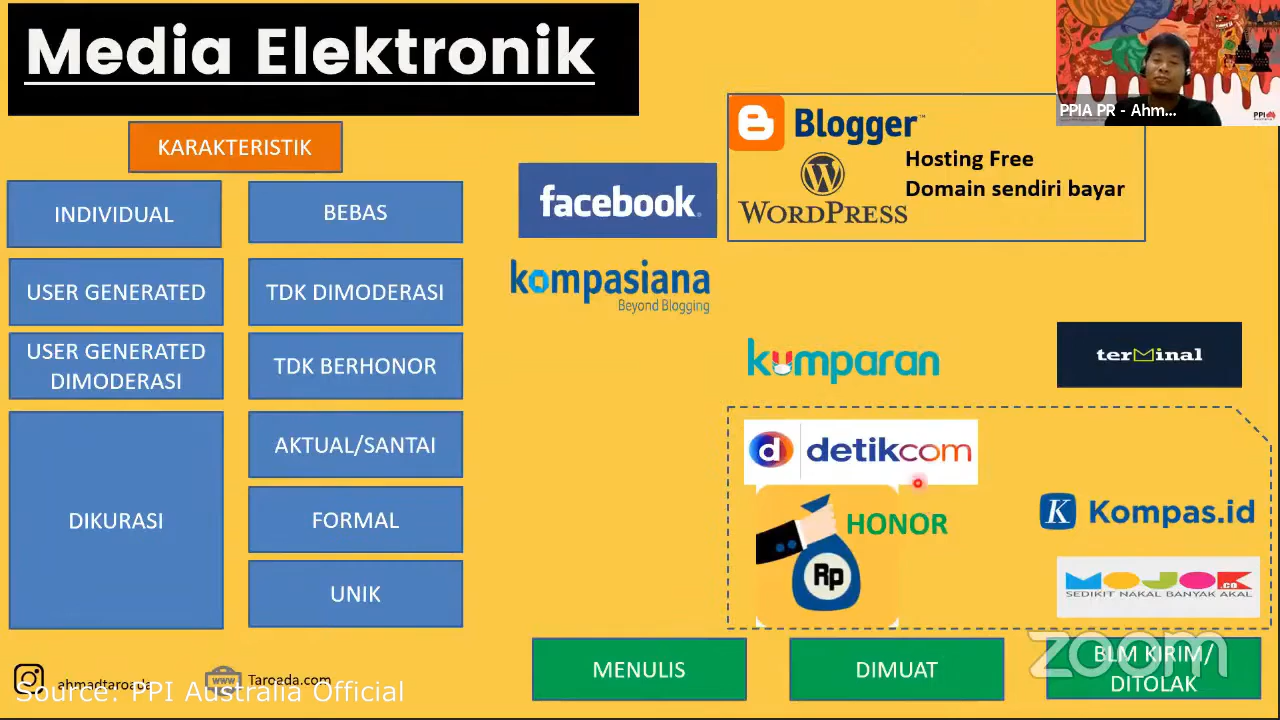 Media Elektronik
PPIA PR - Ahm...
PPI
KARAKTERISTIK
INDIVIDUAL
BEBAS
USER GENERATED
TDK DIMODERASI
USER GENERATED
DIMODERASI
TDK BERHONOR
DIKURASI
AKTUAL/SANTAI
FORMAL
UNIK
facebook.
Blogger™
WORDPRESS
Hosting Free
Domain sendiri bayar
kompasiana
Beyond Blogging
kumparan
terMinal
d detikcom
HONOR
Rp
K Kompas.id
MOJOK.co
SEDIKIT NAKAL BANYAK AKAL
MENULIS
DIMUAT
BLM KIRIM/
DITOLAK
zoom
ahmadtaroada
Taroada.com
Source: PPI Australia Official